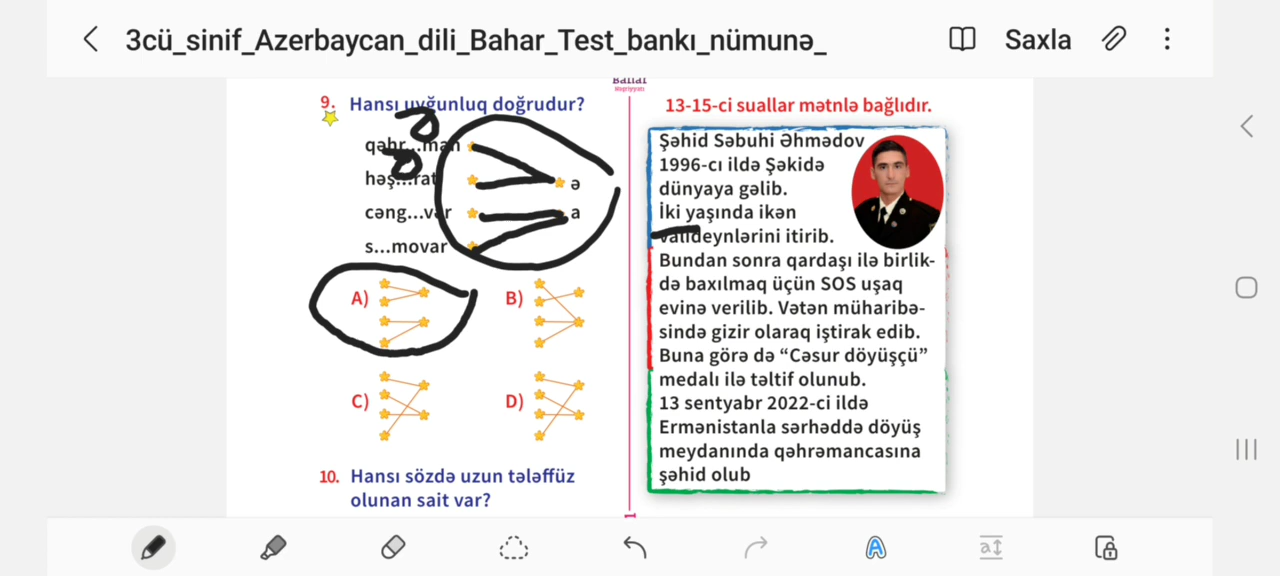 3cü_sinif_Azerbaycan_dili_Bahar_Test_bankı_nümunə_
Saxla
Bahar
Nəşriyyatı
9. Hansı uyğunluq doğrudur?
qəhr...man
həş...rat
cəng...vər
s...movar
ə
a
A)
B)
C)
D)
10. Hansı sözdə uzun tələffüz
olunan sait var?
13-15-ci suallar mətnlə bağlıdır.
Şəhid Səbuhi Əhmədov
1996-cı ildə Şəkidə
dünyaya gəlib.
İki yaşında ikən
valideynlərini itirib.
Bundan sonra qardaşı ilə birlik-
də baxılmaq üçün SOS uşaq
evinə verilib. Vətən müharibə-
sində gizir olaraq iştirak edib.
Buna görə də “Cəsur döyüşçü”
medalı ilə təltif olunub.
13 sentyabr 2022-ci ildə
Ermənistanla sərhəddə döyüş
meydanında qəhrəmancasına
şəhid olub